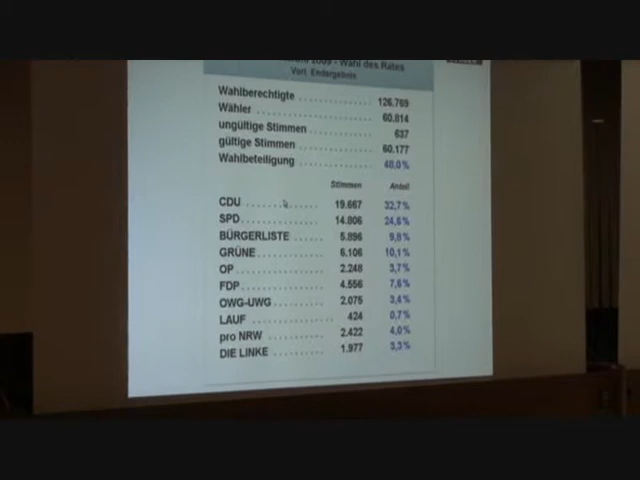 2009 - Wahl des Rates
Vorl. Endergebnis
Wahlberechtigte 126.769
Wähler 60.814
ungültige Stimmen 637
gültige Stimmen 60.177
Wahlbeteiligung 48,0%
Stimmen Anteil
CDU 19.667 32,7%
SPD 14.806 24,6%
BÜRGERLISTE 5.896 9,8%
GRÜNE 6.106 10,1%
OP 2.248 3,7%
FDP 4.556 7,6%
OWG-UWG 2.075 3,4%
LAUF 424 0,7%
pro NRW 2.422 4,0%
DIE LINKE 1.977 3,3%